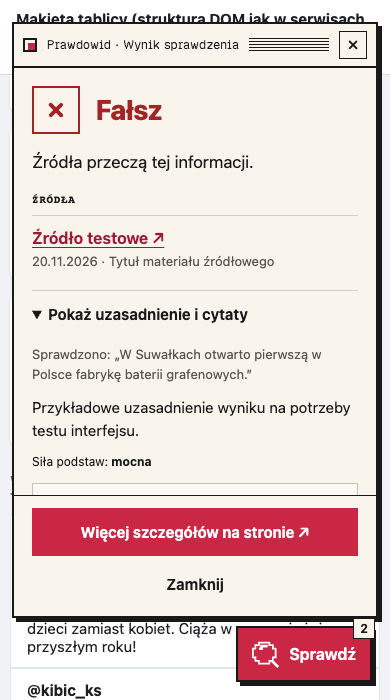 Makieta tablicy (struktura DOM jak w serwisach
Prawdowid · Wynik sprawdzenia
Fałsz
Źródła przeczą tej informacji.
ŹRÓDŁA
Źródło testowe ↗
20.11.2026 · Tytuł materiału źródłowego
▼ Pokaż uzasadnienie i cytaty
Sprawdzono: „W Suwałkach otwarto pierwszą w
Polsce fabrykę baterii grafenowych.”
Przykładowe uzasadnienie wyniku na potrzeby
testu interfejsu.
Siła podstaw: mocna
Więcej szczegółów na stronie ↗
Zamknij
dzieci zamiast kobiet. Ciąża w
przyszłym roku!
2
Sprawdź
@kibic_ks